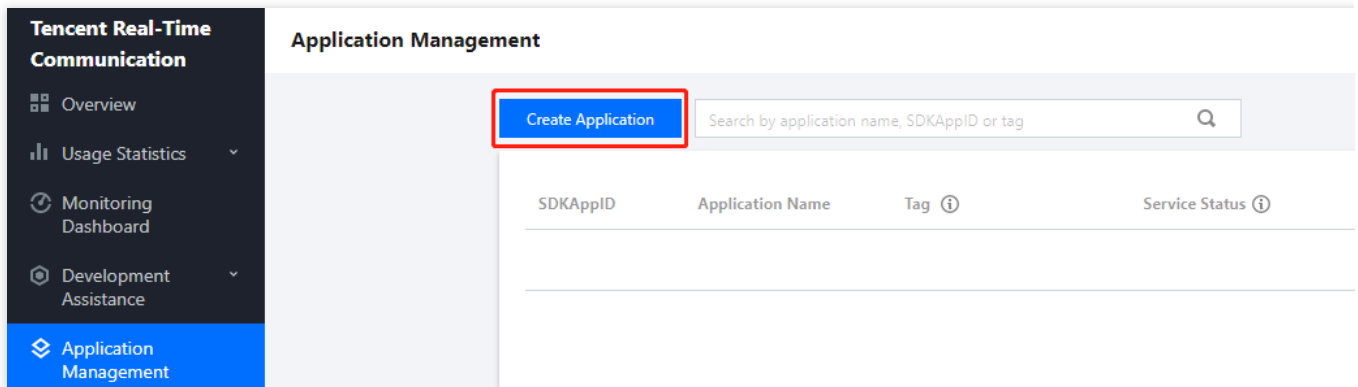 Tencent Real-Time
Communication
Overview
Usage Statistics
Monitoring
Dashboard
Development
Assistance
Application
Management
Application Management
Create Application
Search by application name, SDKAppID or tag
SDKAppID Application Name Tag Service Status